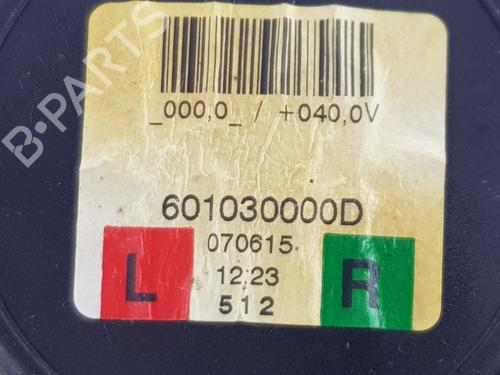 B-PARTS
_000,0_ / +040,0V
601030000D
070615
12:23
L
R
512